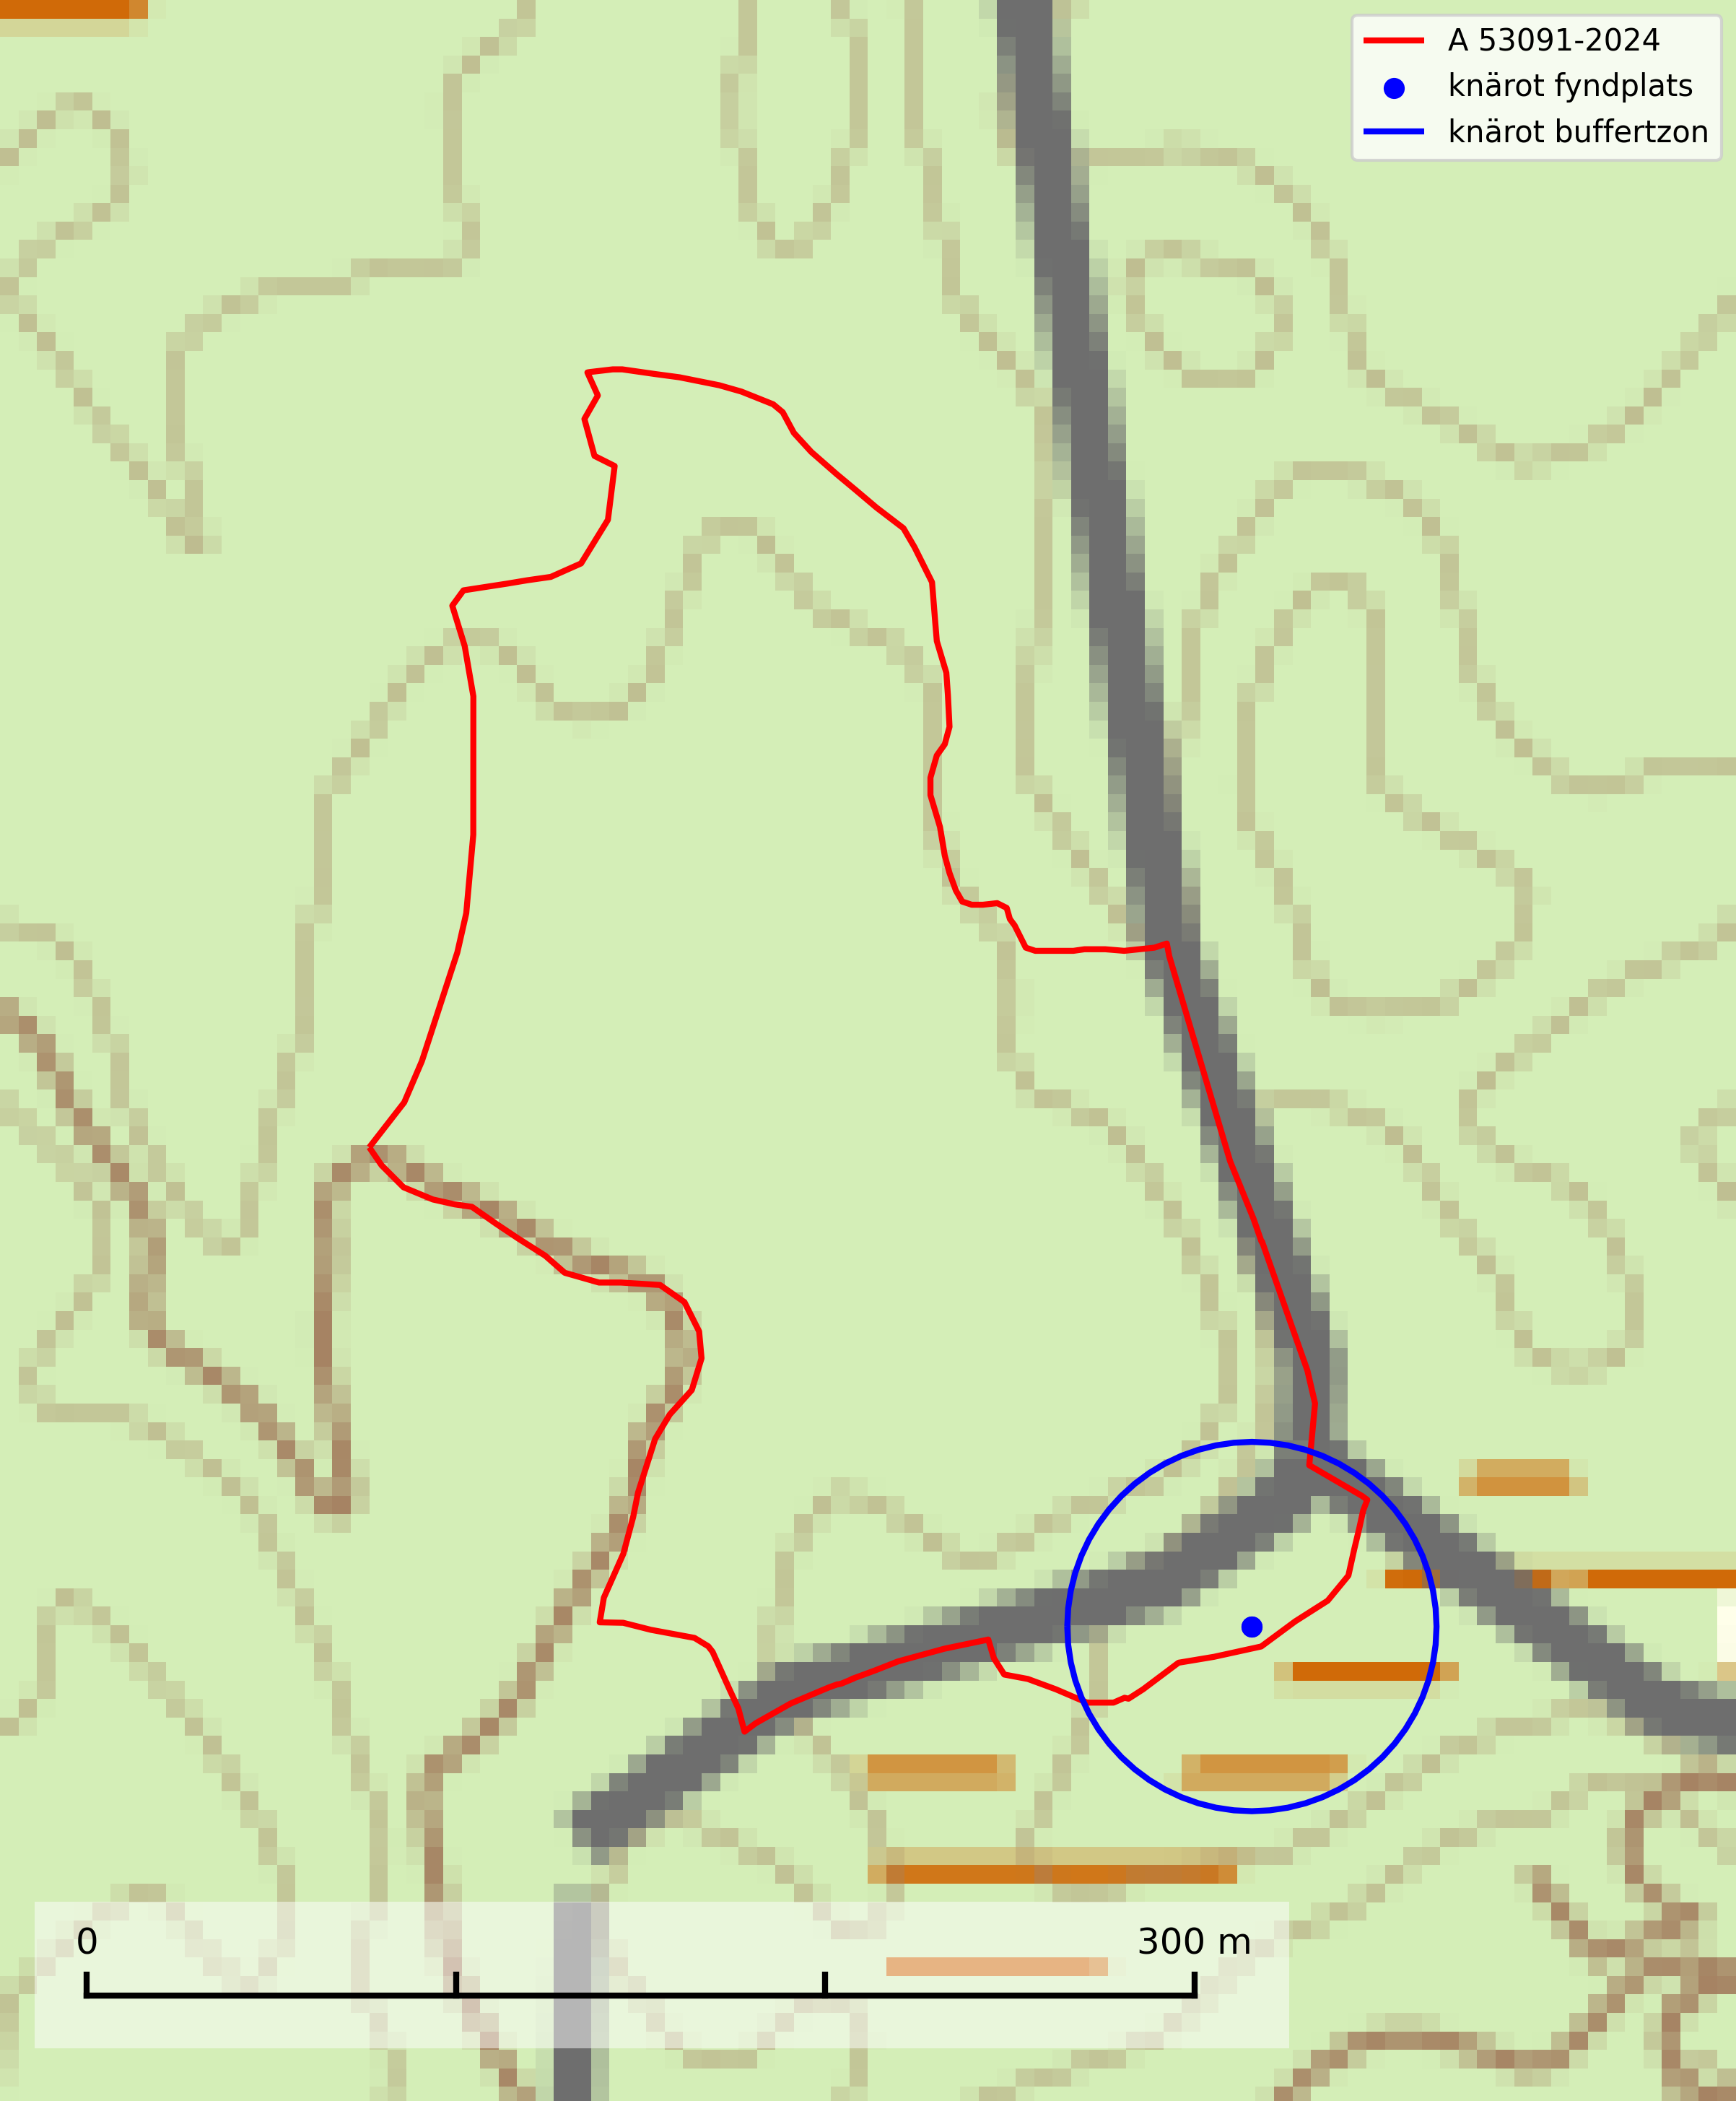 A 53091-2024
knärot fyndplats
knärot buffertzon
0
300 m